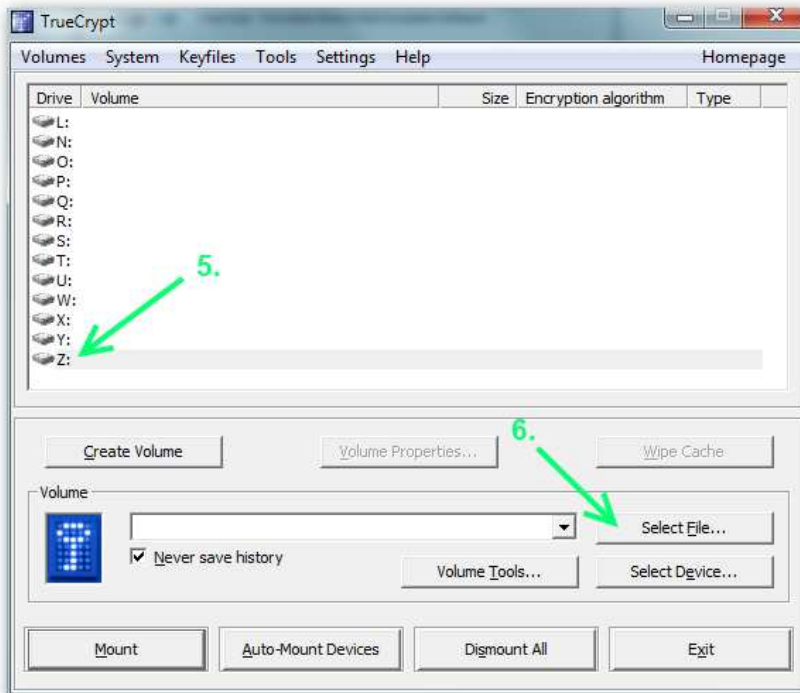 TrueCrypt
Volumes System Keyfiles Tools Settings Help Homepage
Drive Volume Size Encryption algorithm Type
L:
N:
O:
P:
Q:
R:
S:
T:
U:
W:
X:
Y:
Z:
5.
6.
Create Volume Volume Properties... Wipe Cache
Volume
Select File...
Never save history
Volume Tools... Select Device...
Mount Auto-Mount Devices Dismount All Exit